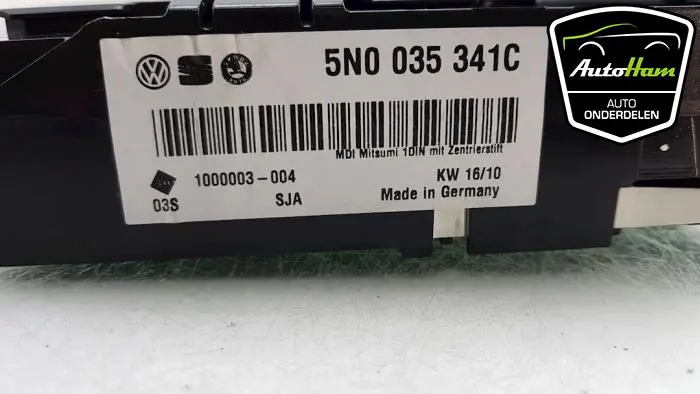 5N0 035 341C
MDI Mitsumi 1DIN mit Zentrierstift
1000003-004
KW 16/10
03S
SJA
Made in Germany
AutoHam
AUTO
ONDERDELEN